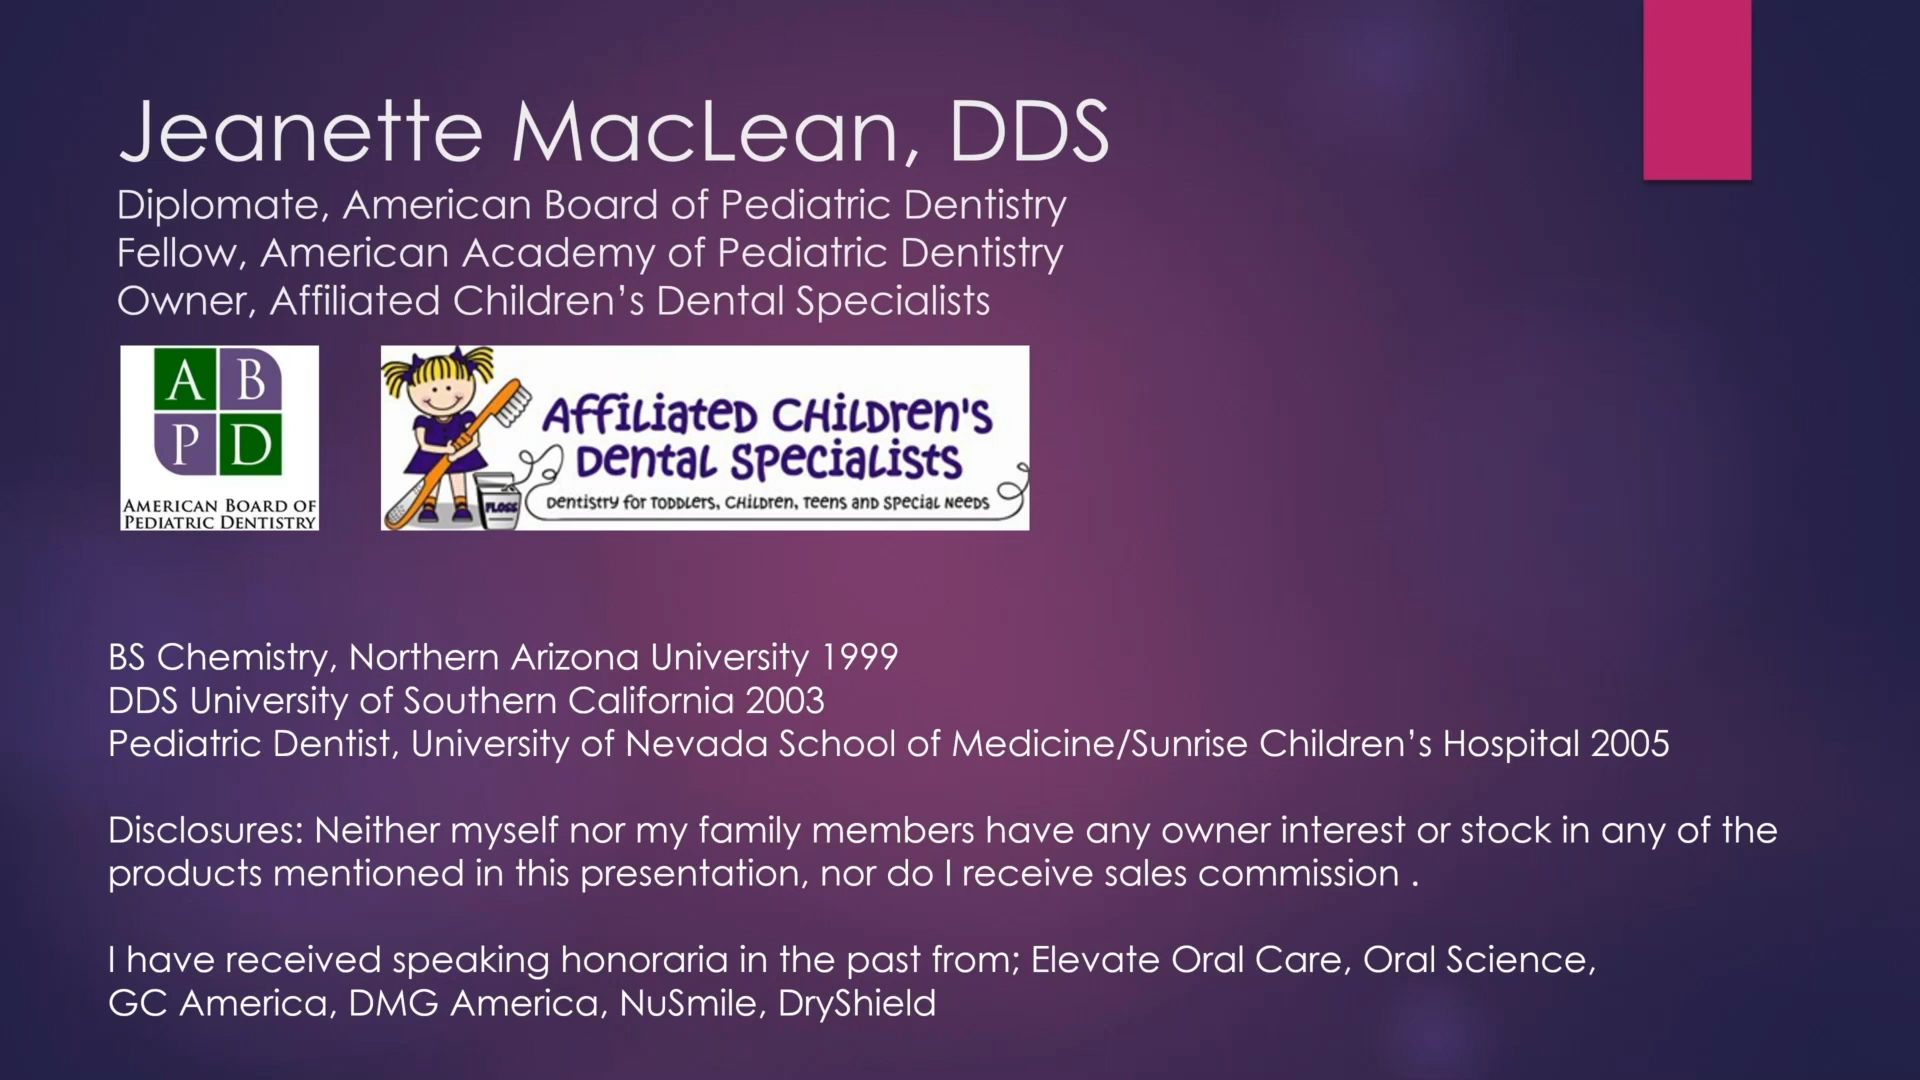 Jeanette MacLean, DDS
Diplomate, American Board of Pediatric Dentistry
Fellow, American Academy of Pediatric Dentistry
Owner, Affiliated Children’s Dental Specialists
A B
P D
AMERICAN BOARD OF
PEDIATRIC DENTISTRY
AFFiLiateD CHiLDren's
DentaL SPeciaLists
FLOSS
Dentistry for TODDLers, CHiLDren, Teens anD SPeciaL NeeDs
BS Chemistry, Northern Arizona University 1999
DDS University of Southern California 2003
Pediatric Dentist, University of Nevada School of Medicine/Sunrise Children’s Hospital 2005
Disclosures: Neither myself nor my family members have any owner interest or stock in any of the
products mentioned in this presentation, nor do I receive sales commission .
I have received speaking honoraria in the past from; Elevate Oral Care, Oral Science,
GC America, DMG America, NuSmile, DryShield